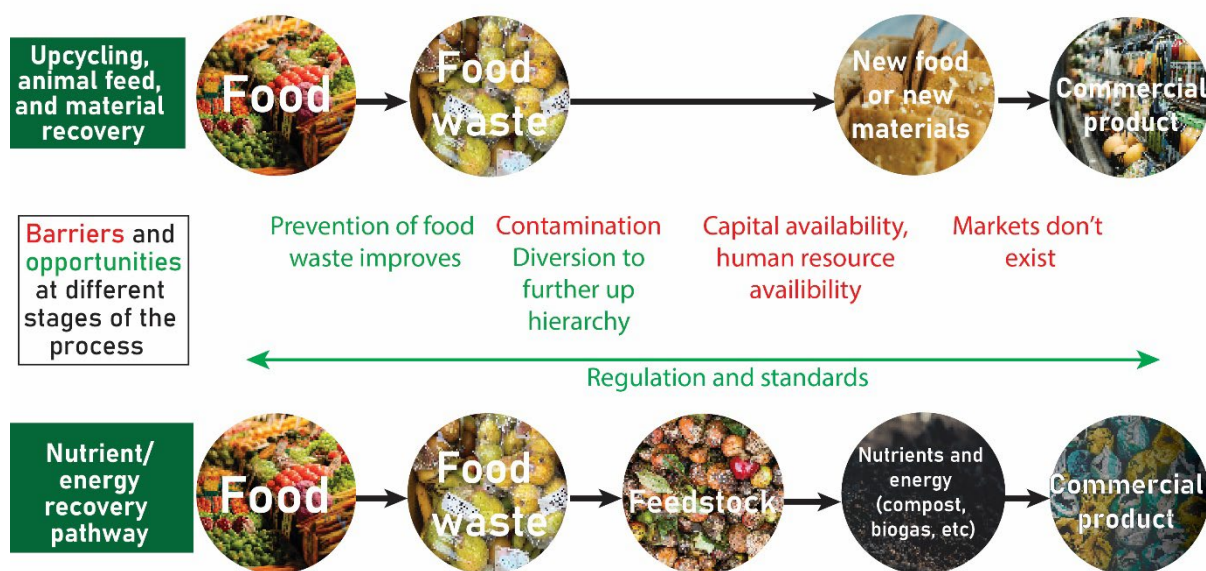 Upcycling,
animal feed,
and material
recovery
Food
Food
waste
New food
or new
materials
Commercial
product
Barriers and
opportunities
at different
stages of the
process
Prevention of food
waste improves
Contamination
Diversion to
further up
hierarchy
Capital availability,
human resource
availibility
Markets don't
exist
Regulation and standards
Nutrient/
energy
recovery
pathway
Food
Food
waste
Feedstock
Nutrients and
energy
(compost,
biogas, etc)
Commercial
product